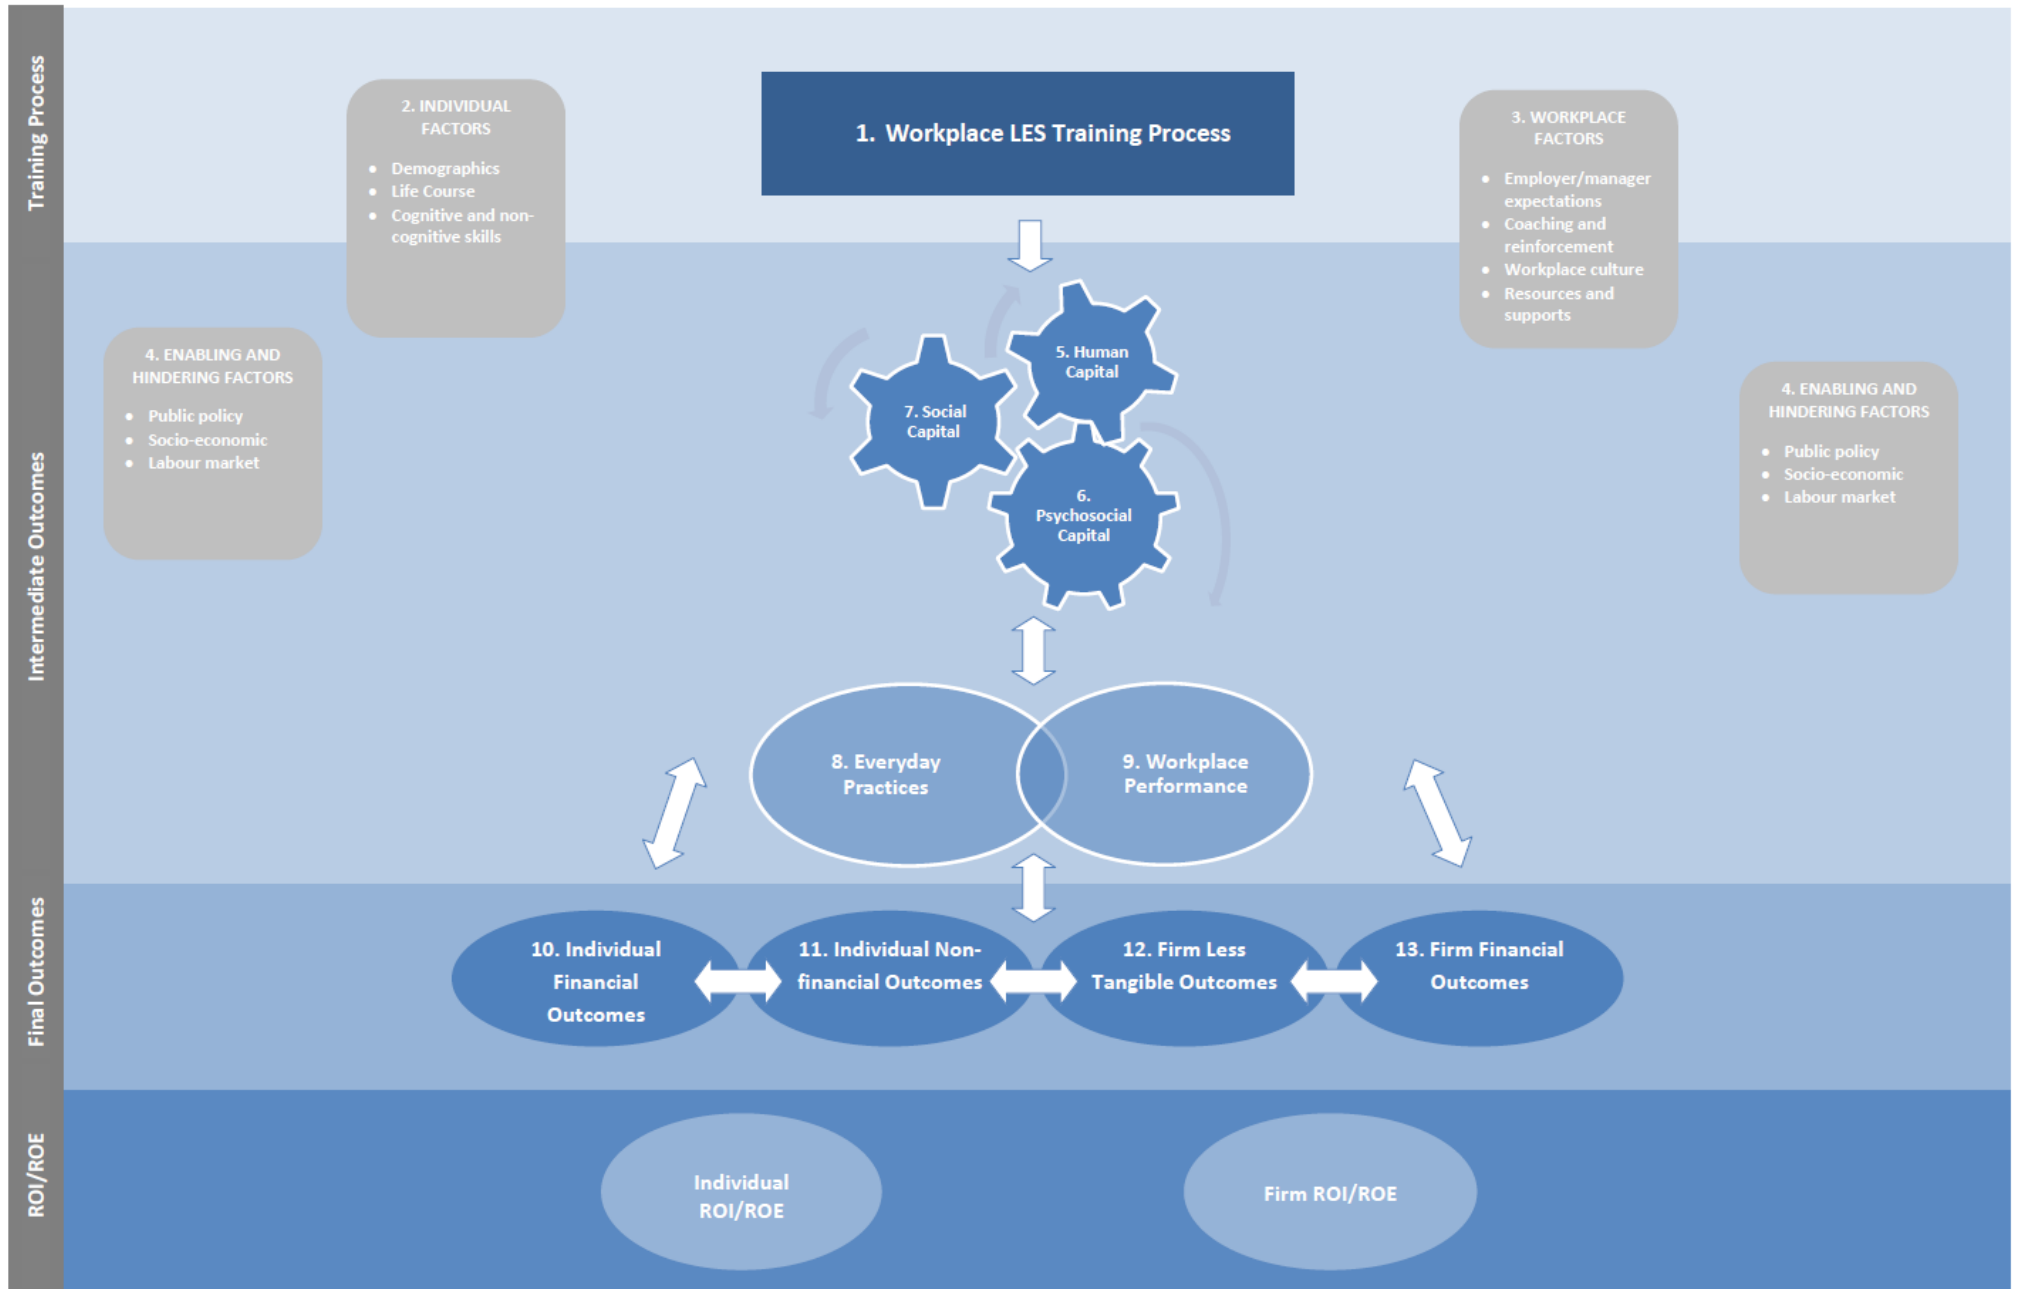 Training Process
2. INDIVIDUAL
FACTORS
• Demographics
• Life Course
• Cognitive and non-
cognitive skills
1. Workplace LES Training Process
3. WORKPLACE
FACTORS
• Employer/manager
expectations
• Coaching and
reinforcement
• Workplace culture
• Resources and
supports
Intermediate Outcomes
4. ENABLING AND
HINDERING FACTORS
• Public policy
• Socio-economic
• Labour market
5. Human
Capital
7. Social
Capital
6.
Psychosocial
Capital
4. ENABLING AND
HINDERING FACTORS
• Public policy
• Socio-economic
• Labour market
8. Everyday
Practices
9. Workplace
Performance
Final Outcomes
10. Individual
Financial
Outcomes
11. Individual Non-
financial Outcomes
12. Firm Less
Tangible Outcomes
13. Firm Financial
Outcomes
ROI/ROE
Individual
ROI/ROE
Firm ROI/ROE